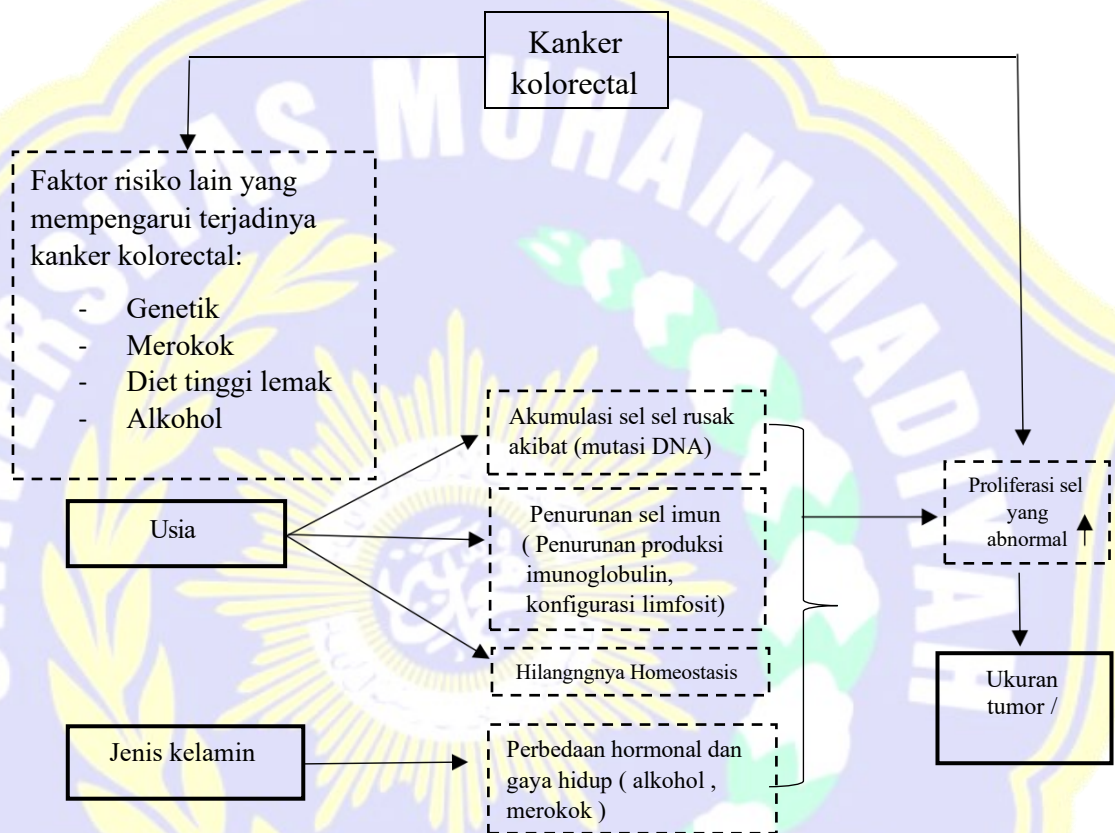 Kanker
kolorectal
Faktor risiko lain yang
mempengarui terjadinya
kanker kolorectal:
- Genetik
- Merokok
- Diet tinggi lemak
- Alkohol
Akumulasi sel sel rusak
akibat (mutasi DNA)
Usia
Penurunan sel imun
( Penurunan produksi
imunoglobulin,
konfigurasi limfosit)
Proliferasi sel
yang
abnormal
Hilangngnya Homeostasis
Ukuran
tumor /
Jenis kelamin
Perbedaan hormonal dan
gaya hidup ( alkohol ,
merokok )
UNIVERSITAS MUHAMMADIYAH